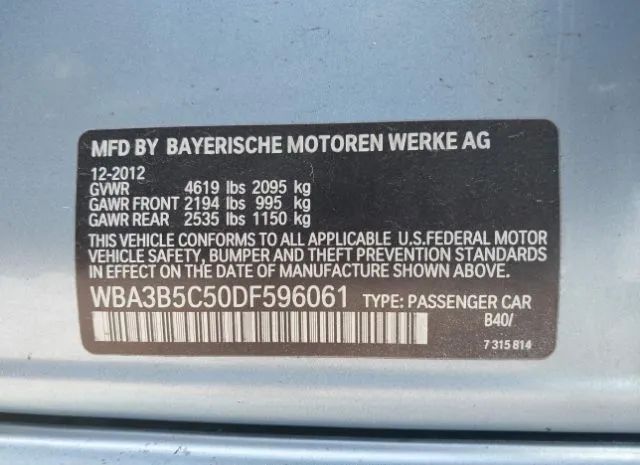 MFD BY BAYERISCHE MOTOREN WERKE AG
12-2012
GVWR 4619 lbs 2095 kg
GAWR FRONT 2194 lbs 995 kg
GAWR REAR 2535 lbs 1150 kg
THIS VEHICLE CONFORMS TO ALL APPLICABLE U.S.FEDERAL MOTOR
VEHICLE SAFETY, BUMPER AND THEFT PREVENTION STANDARDS
IN EFFECT ON THE DATE OF MANUFACTURE SHOWN ABOVE.
WBA3B5C50DF596061 TYPE: PASSENGER CAR
B40/
7 315 814